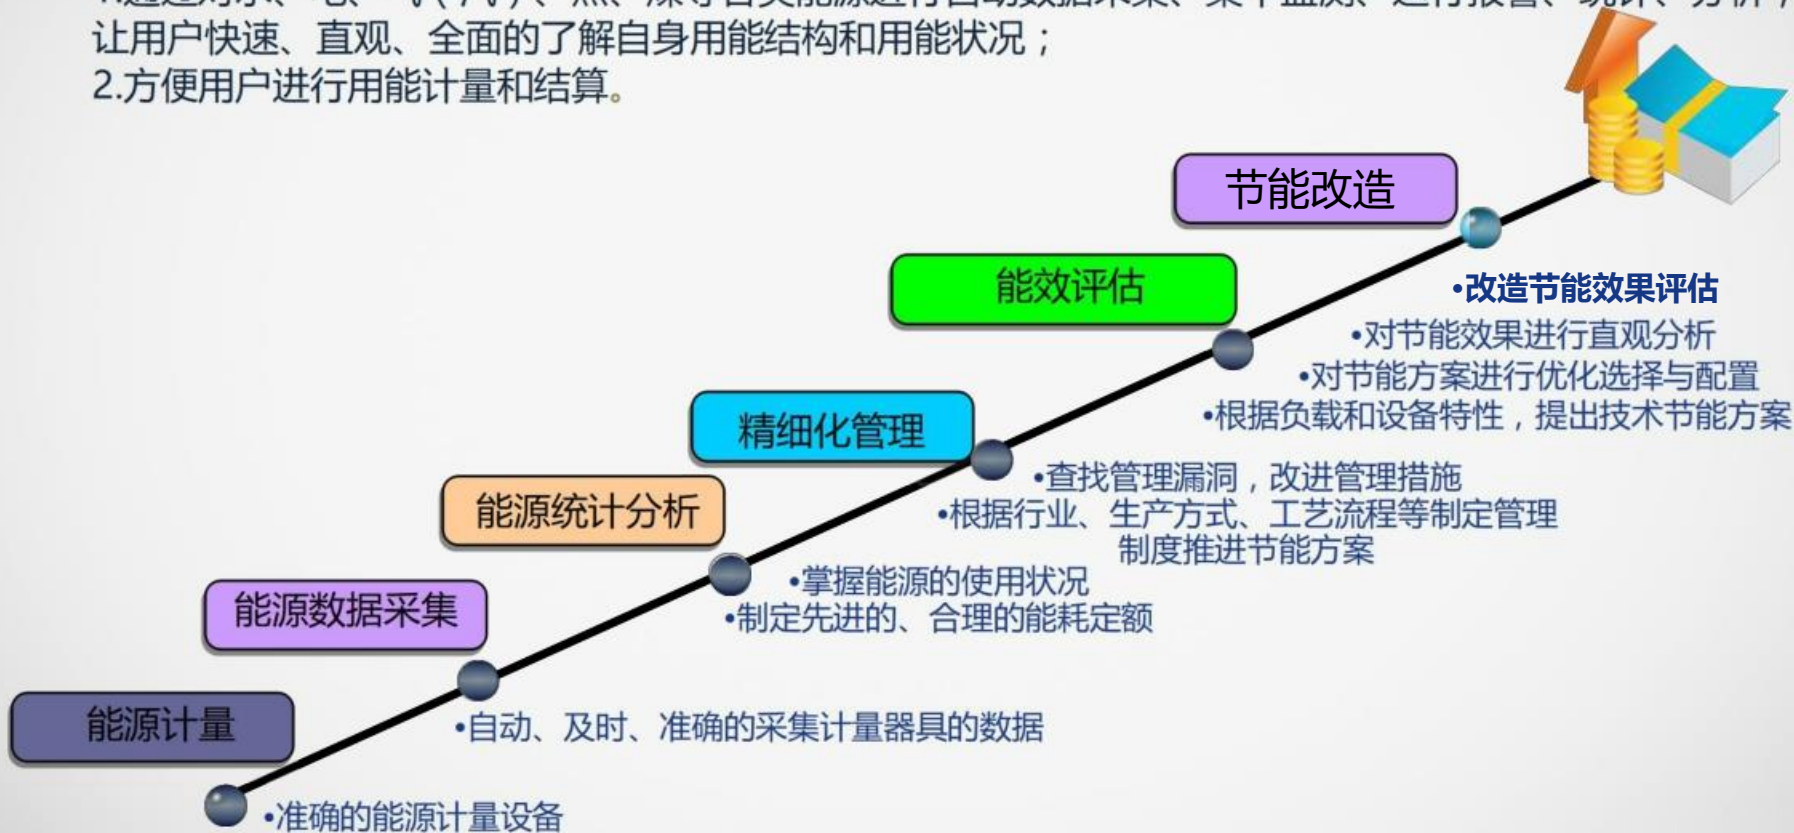 让用户快速、直观、全面的了解自身用能结构和用能状况；
2.方便用户进行用能计量和结算。
节能改造
•改造节能效果评估
能效评估
•对节能效果进行直观分析
•对节能方案进行优化选择与配置
•根据负载和设备特性，提出技术节能方案
精细化管理
•查找管理漏洞，改进管理措施
•根据行业、生产方式、工艺流程等制定管理
制度推进节能方案
能源统计分析
•掌握能源的使用状况
•制定先进的、合理的能耗定额
能源数据采集
•自动、及时、准确的采集计量器具的数据
能源计量
•准确的能源计量设备